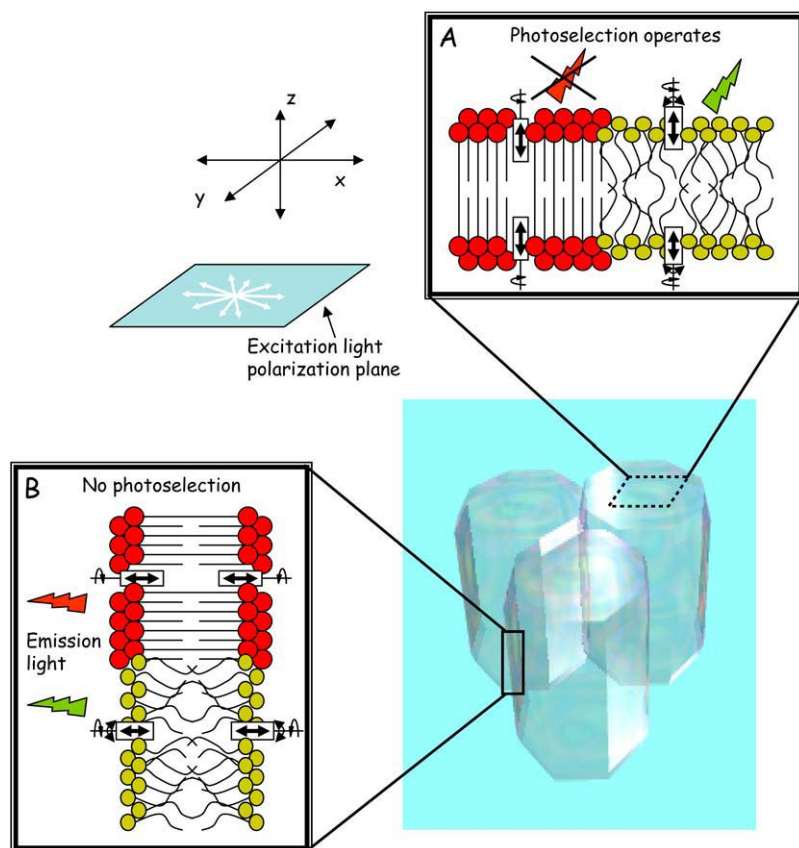 A
Photoselection operates
z
y
x
Excitation light
polarization plane
B
No photoselection
Emission
light